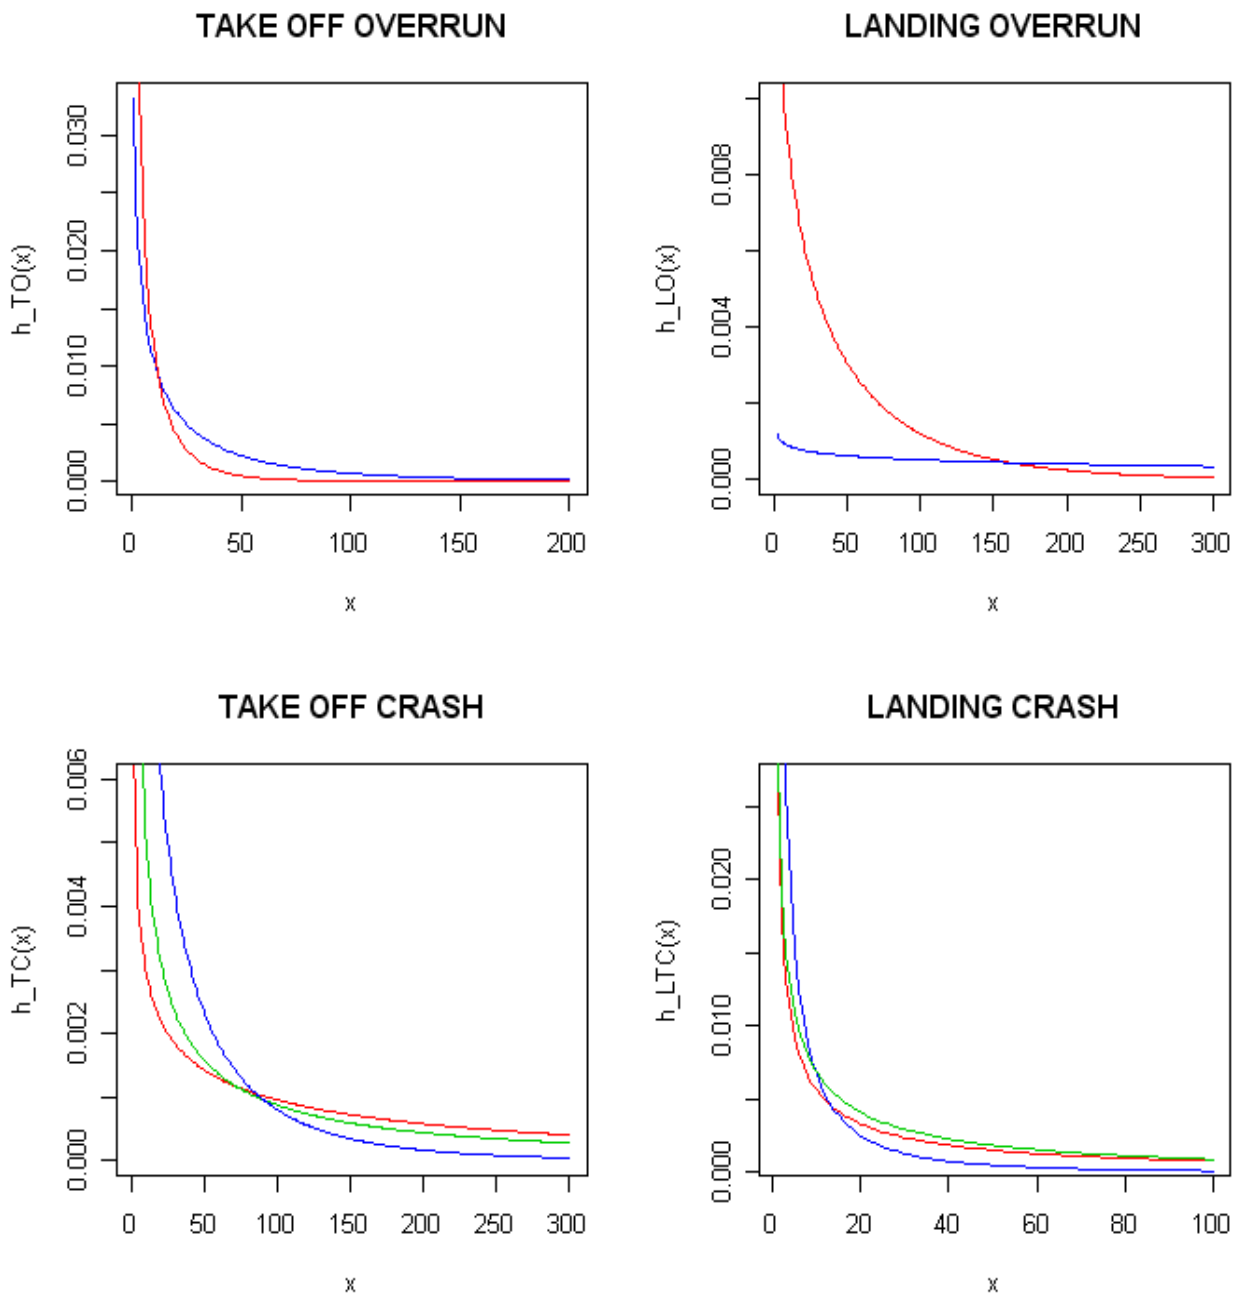 TAKE OFF OVERRUN
h_TO(x)
0.030
0.020
0.010
0.000
0 50 100 150 200
x
LANDING OVERRUN
h_LO(x)
0.008
0.004
0.000
0 50 100 150 200 250 300
x
TAKE OFF CRASH
h_TC(x)
0.006
0.004
0.002
0.000
0 50 100 150 200 250 300
x
LANDING CRASH
h_LTC(x)
0.020
0.010
0.000
0 20 40 60 80 100
x